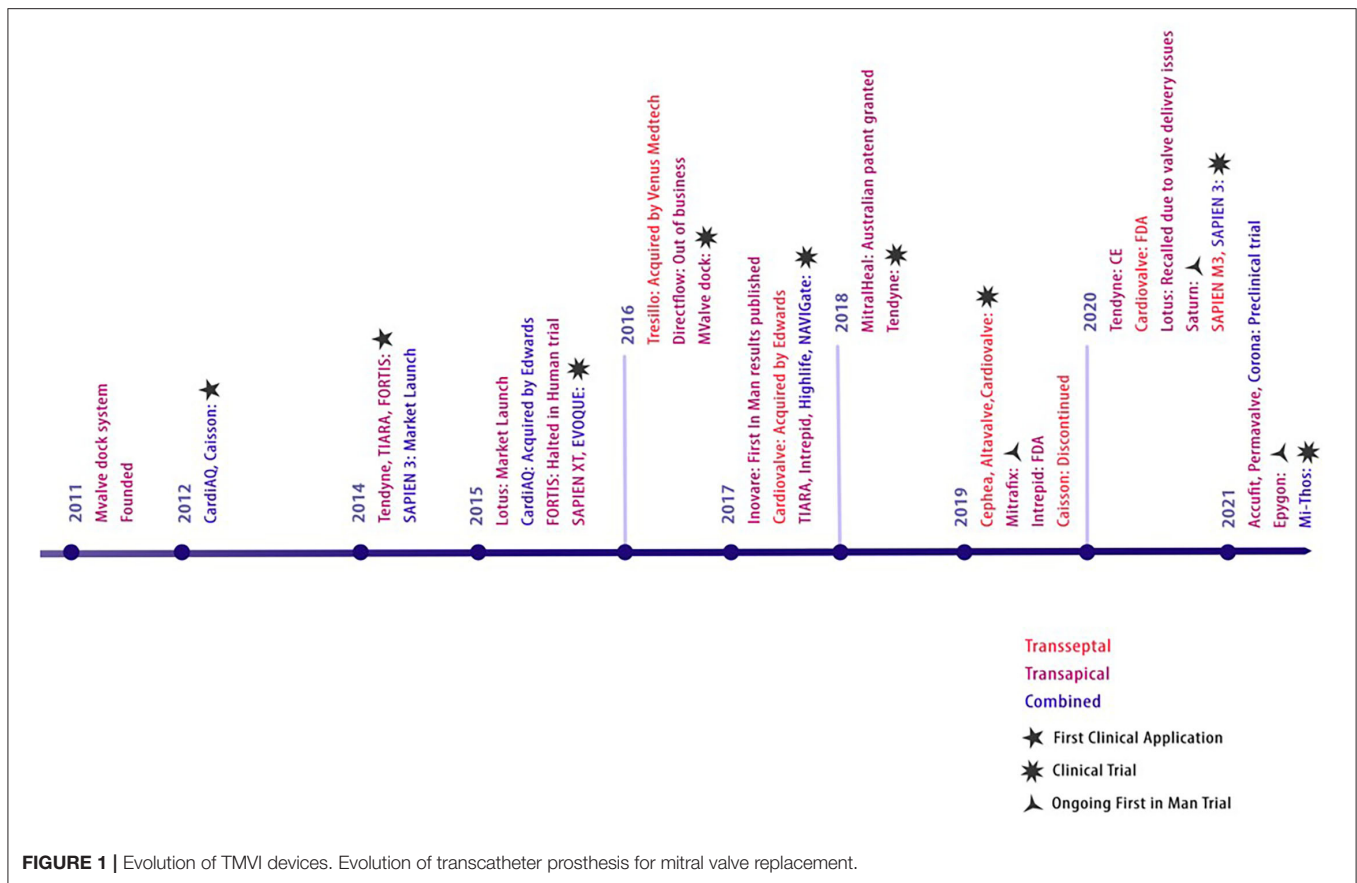 2011
Mvalve dock system
Founded
2012
CardiAQ, Caisson:
2014
Tendyne, TIARA, FORTIS:
SAPIEN 3: Market Launch
2015
Lotus: Market Launch
CardiAQ: Acquired by Edwards
FORTIS: Halted in Human trial
SAPIEN XT, EVOQUE:
2016
Tresillo: Acquired by Venus Medtech
Directflow: Out of business
MValve dock:
2017
Inovare: First In Man results published
Cardiovalve: Acquired by Edwards
TIARA, Intrepid, Highlife, NAVIGate:
2018
MitralHeal: Australian patent granted
Tendyne:
2019
Cephea, Altavalve,Cardiovalve:
Mitrafix:
Intrepid: FDA
Caisson: Discontinued
2020
Tendyne: CE
Cardiovalve: FDA
Lotus: Recalled due to valve delivery issues
Saturn:
SAPIEN M3, SAPIEN 3:
2021
Accufit, Permavalve, Corona: Preclinical trial
Epygon:
Mi-Thos:
Transseptal
Transapical
Combined
First Clinical Application
Clinical Trial
Ongoing First in Man Trial
FIGURE 1 | Evolution of TMVI devices. Evolution of transcatheter prosthesis for mitral valve replacement.